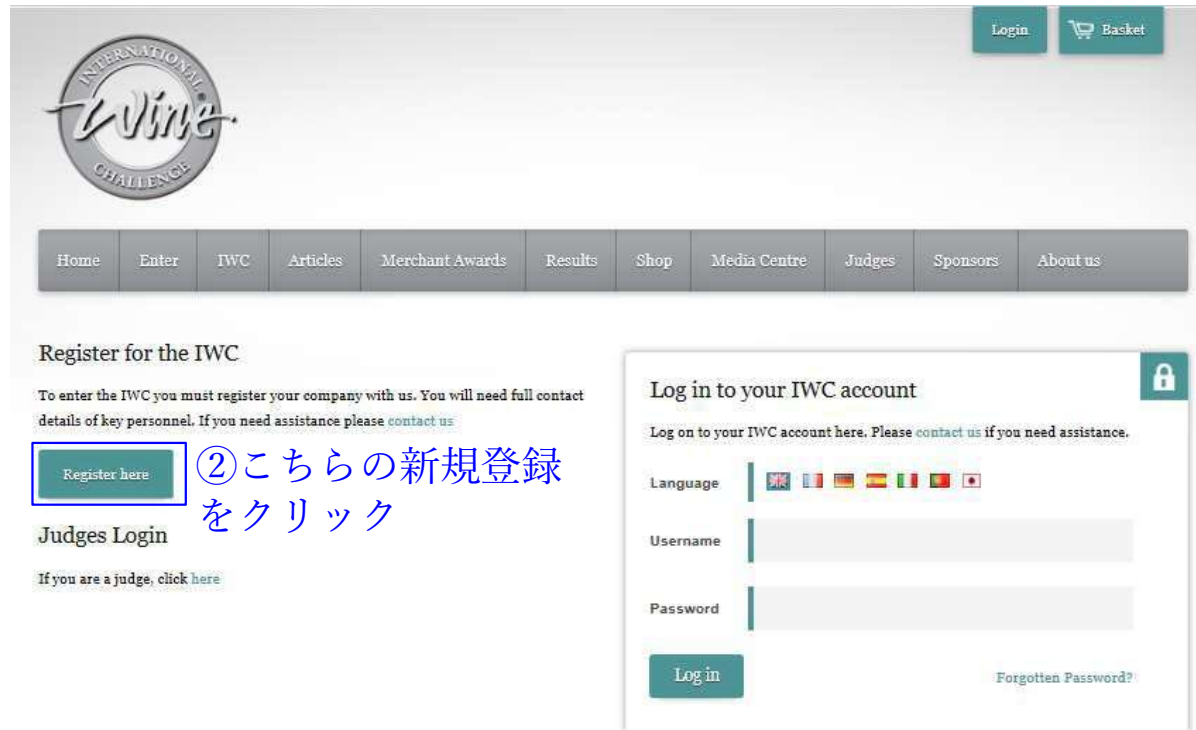 Login
Basket
INTERNATIONAL
Wine
CHALLENGE
Home Enter IWC Articles Merchant Awards Results Shop Media Centre Judges Sponsors About us
Register for the IWC
To enter the IWC you must register your company with us. You will need full contact
details of key personnel. If you need assistance please contact us
Register here
②こちらの新規登録
をクリック
Judges Login
If you are a judge, click here
Log in to your IWC account
Log on to your IWC account here. Please contact us if you need assistance.
Language
Username
Password
Log in
Forgotten Password?